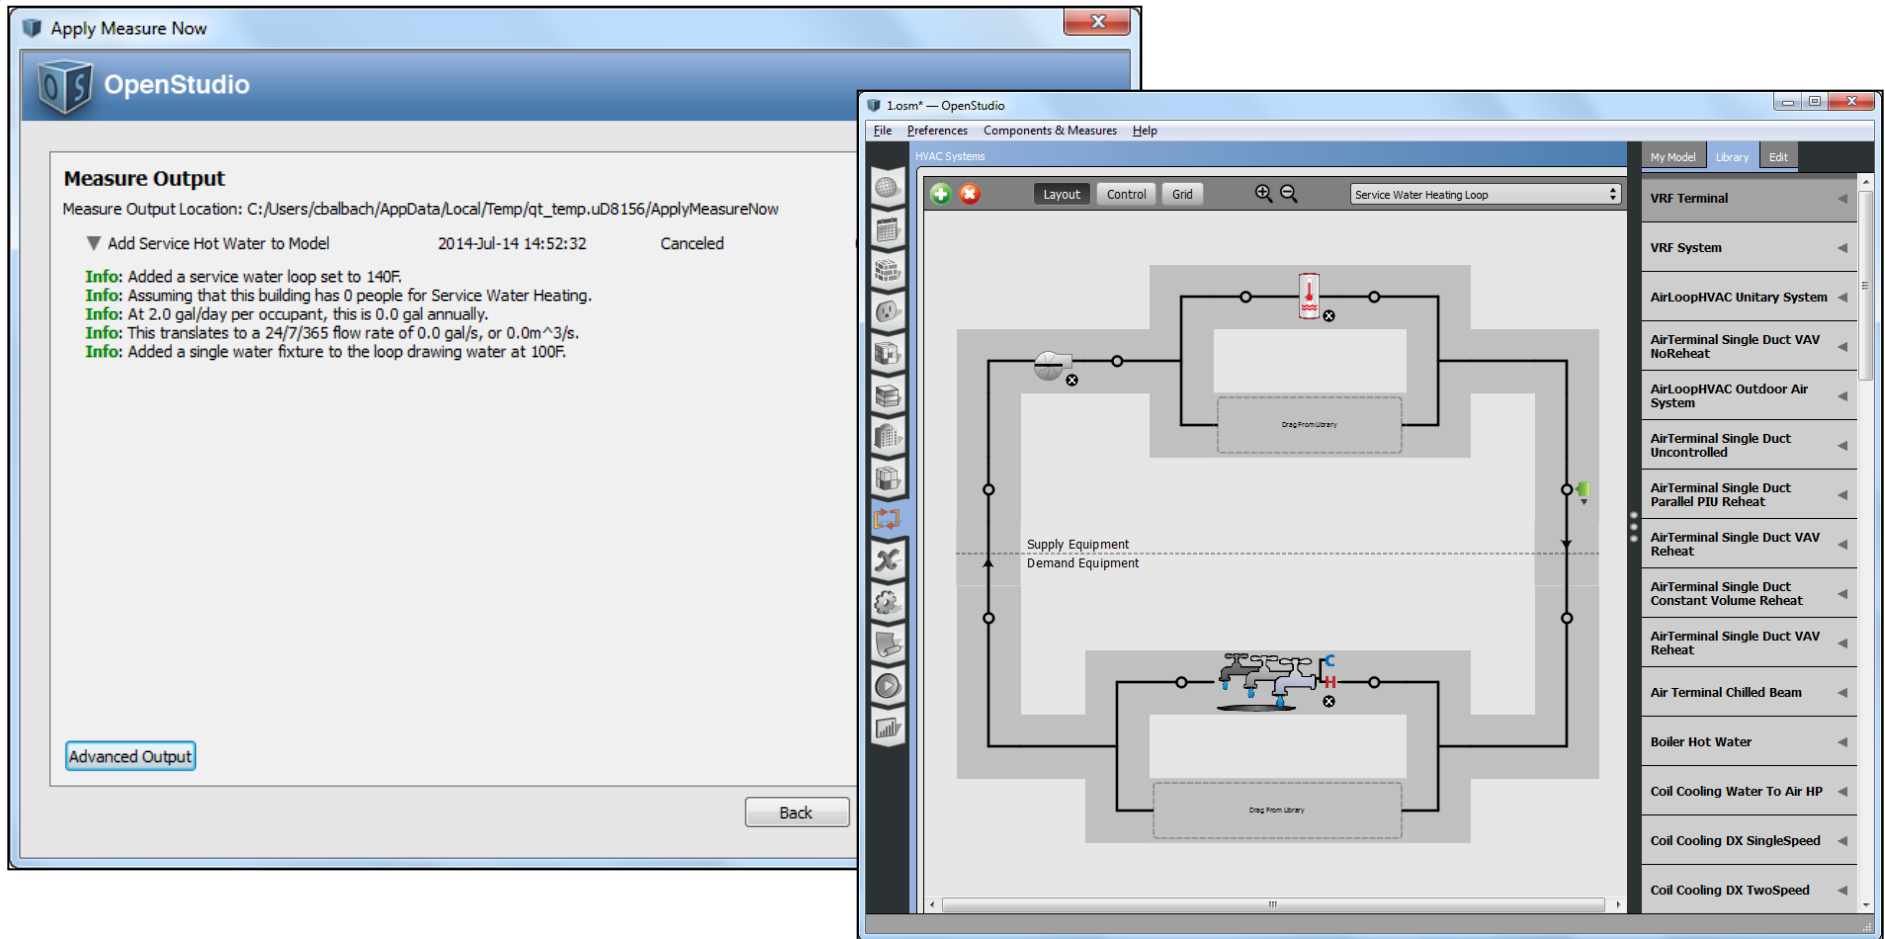 Apply Measure Now
OS
OpenStudio
Measure Output
Measure Output Location: C:/Users/cbalbach/AppData/Local/Temp/qt_temp.uD8156/ApplyMeasureNow
Add Service Hot Water to Model 2014-Jul-14 14:52:32 Canceled
Info: Added a service water loop set to 140F.
Info: Assuming that this building has 0 people for Service Water Heating.
Info: At 2.0 gal/day per occupant, this is 0.0 gal annually.
Info: This translates to a 24/7/365 flow rate of 0.0 gal/s, or 0.0m^3/s.
Info: Added a single water fixture to the loop drawing water at 100F.
Advanced Output
Back
1.osm* — OpenStudio
File Preferences Components & Measures Help
HVAC Systems
Layout Control Grid Service Water Heating Loop
Drag From Library
Supply Equipment
Demand Equipment
C
H
Drag From Library
My Model Library Edit
VRF Terminal
VRF System
AirLoopHVAC Unitary System
AirTerminal Single Duct VAV
NoReheat
AirLoopHVAC Outdoor Air
System
AirTerminal Single Duct
Uncontrolled
AirTerminal Single Duct
Parallel PIU Reheat
AirTerminal Single Duct VAV
Reheat
AirTerminal Single Duct
Constant Volume Reheat
AirTerminal Single Duct VAV
Reheat
Air Terminal Chilled Beam
Boiler Hot Water
Coil Cooling Water To Air HP
Coil Cooling DX SingleSpeed
Coil Cooling DX TwoSpeed